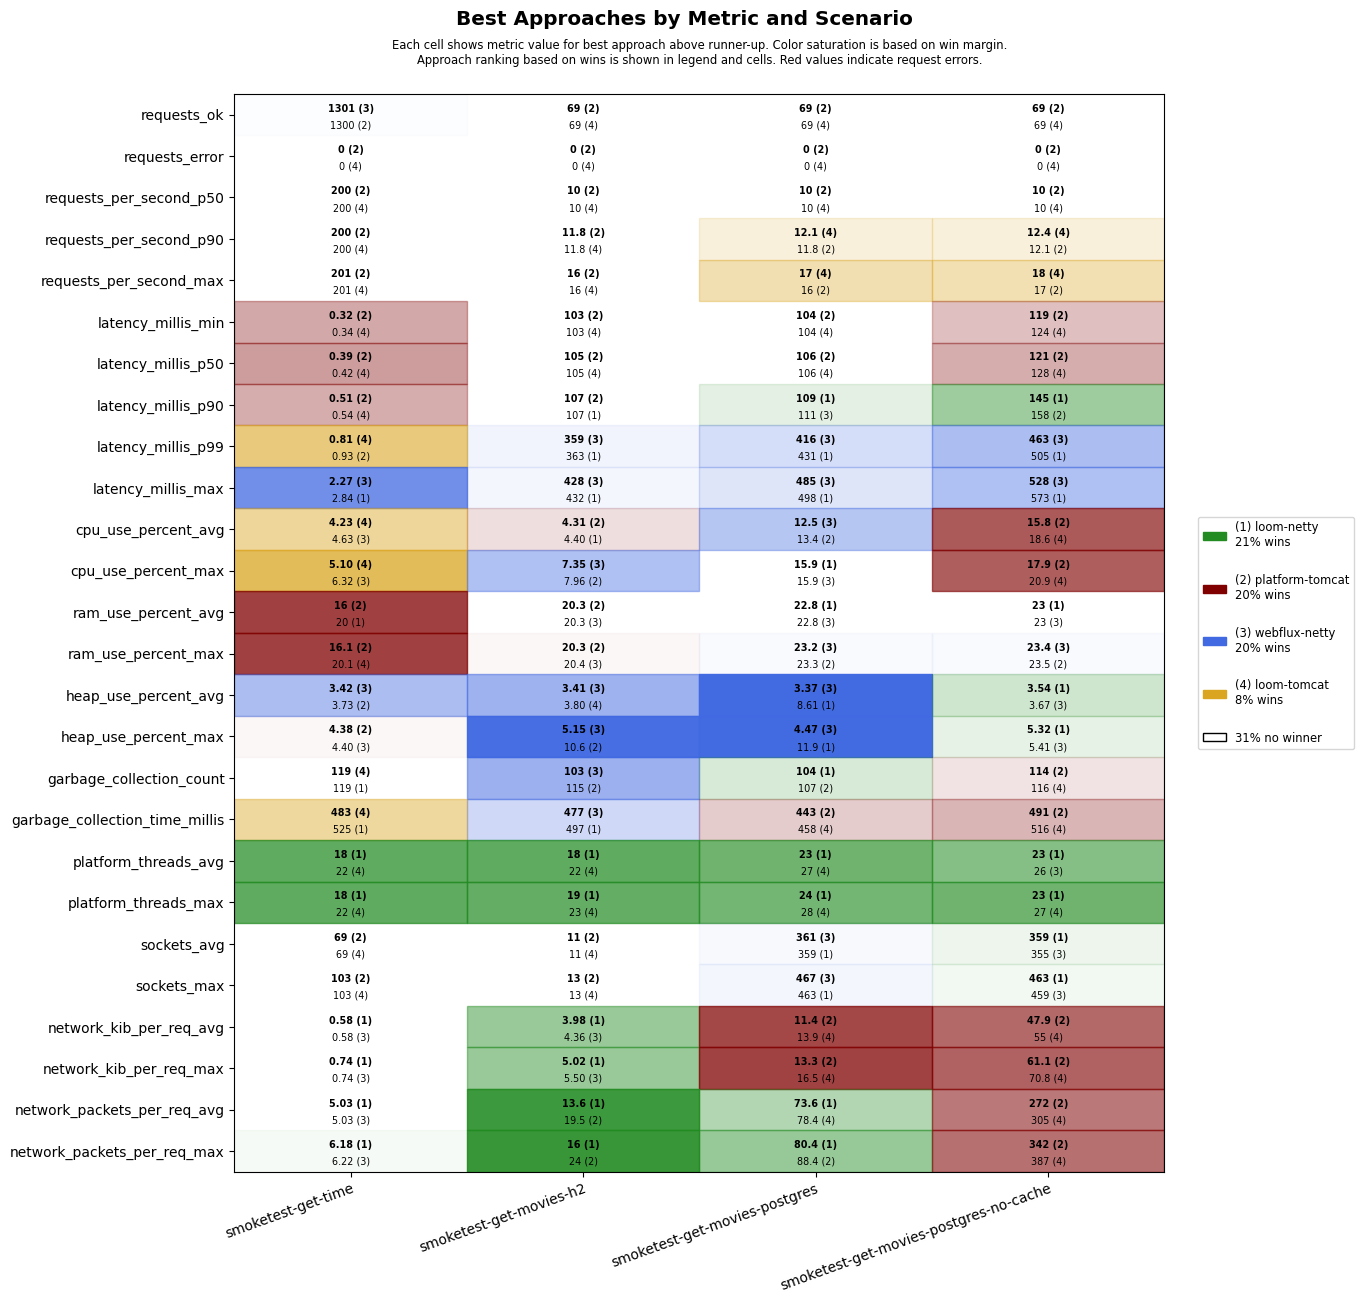 Best Approaches by Metric and Scenario
Each cell shows metric value for best approach above runner-up. Color saturation is based on win margin.
Approach ranking based on wins is shown in legend and cells. Red values indicate request errors.
requests_ok
1301 (3) 69 (2) 69 (2) 69 (2)
1300 (2) 69 (4) 69 (4) 69 (4)
requests_error
0 (2) 0 (2) 0 (2) 0 (2)
0 (4) 0 (4) 0 (4) 0 (4)
requests_per_second_p50
200 (2) 10 (2) 10 (2) 10 (2)
200 (4) 10 (4) 10 (4) 10 (4)
requests_per_second_p90
200 (2) 11.8 (2) 12.1 (4) 12.4 (4)
200 (4) 11.8 (4) 11.8 (2) 12.1 (2)
requests_per_second_max
201 (2) 16 (2) 17 (4) 18 (4)
201 (4) 16 (4) 16 (2) 17 (2)
latency_millis_min
0.32 (2) 103 (2) 104 (2) 119 (2)
0.34 (4) 103 (4) 104 (4) 124 (4)
latency_millis_p50
0.39 (2) 105 (2) 106 (2) 121 (2)
0.42 (4) 105 (4) 106 (4) 128 (4)
latency_millis_p90
0.51 (2) 107 (2) 109 (1) 145 (1)
0.54 (4) 107 (1) 111 (3) 158 (2)
latency_millis_p99
0.81 (4) 359 (3) 416 (3) 463 (3)
0.93 (2) 363 (1) 431 (1) 505 (1)
latency_millis_max
2.27 (3) 428 (3) 485 (3) 528 (3)
2.84 (1) 432 (1) 498 (1) 573 (1)
cpu_use_percent_avg
4.23 (4) 4.31 (2) 12.5 (3) 15.8 (2)
4.63 (3) 4.40 (1) 13.4 (2) 18.6 (4)
cpu_use_percent_max
5.10 (4) 7.35 (3) 15.9 (1) 17.9 (2)
6.32 (3) 7.96 (2) 15.9 (3) 20.9 (4)
ram_use_percent_avg
16 (2) 20.3 (2) 22.8 (1) 23 (1)
20 (1) 20.3 (3) 22.8 (3) 23 (3)
ram_use_percent_max
16.1 (2) 20.3 (2) 23.2 (3) 23.4 (3)
20.1 (4) 20.4 (3) 23.3 (2) 23.5 (2)
heap_use_percent_avg
3.42 (3) 3.41 (3) 3.37 (3) 3.54 (1)
3.73 (2) 3.80 (4) 8.61 (1) 3.67 (3)
heap_use_percent_max
4.38 (2) 5.15 (3) 4.47 (3) 5.32 (1)
4.40 (3) 10.6 (2) 11.9 (1) 5.41 (3)
garbage_collection_count
119 (4) 103 (3) 104 (1) 114 (2)
119 (1) 115 (2) 107 (2) 116 (4)
garbage_collection_time_millis
483 (4) 477 (3) 443 (2) 491 (2)
525 (1) 497 (1) 458 (4) 516 (4)
platform_threads_avg
18 (1) 18 (1) 23 (1) 23 (1)
22 (4) 22 (4) 27 (4) 26 (3)
platform_threads_max
18 (1) 19 (1) 24 (1) 23 (1)
22 (4) 23 (4) 28 (4) 27 (4)
sockets_avg
69 (2) 11 (2) 361 (3) 359 (1)
69 (4) 11 (4) 359 (1) 355 (3)
sockets_max
103 (2) 13 (2) 467 (3) 463 (1)
103 (4) 13 (4) 463 (1) 459 (3)
network_kib_per_req_avg
0.58 (1) 3.98 (1) 11.4 (2) 47.9 (2)
0.58 (3) 4.36 (3) 13.9 (4) 55 (4)
network_kib_per_req_max
0.74 (1) 5.02 (1) 13.3 (2) 61.1 (2)
0.74 (3) 5.50 (3) 16.5 (4) 70.8 (4)
network_packets_per_req_avg
5.03 (1) 13.6 (1) 73.6 (1) 272 (2)
5.03 (3) 19.5 (2) 78.4 (4) 305 (4)
network_packets_per_req_max
6.18 (1) 16 (1) 80.4 (1) 342 (2)
6.22 (3) 24 (2) 88.4 (2) 387 (4)
smoketest-get-time
smoketest-get-movies-h2
smoketest-get-movies-postgres
smoketest-get-movies-postgres-no-cache
(1) loom-netty
21% wins
(2) platform-tomcat
20% wins
(3) webflux-netty
20% wins
(4) loom-tomcat
8% wins
31% no winner